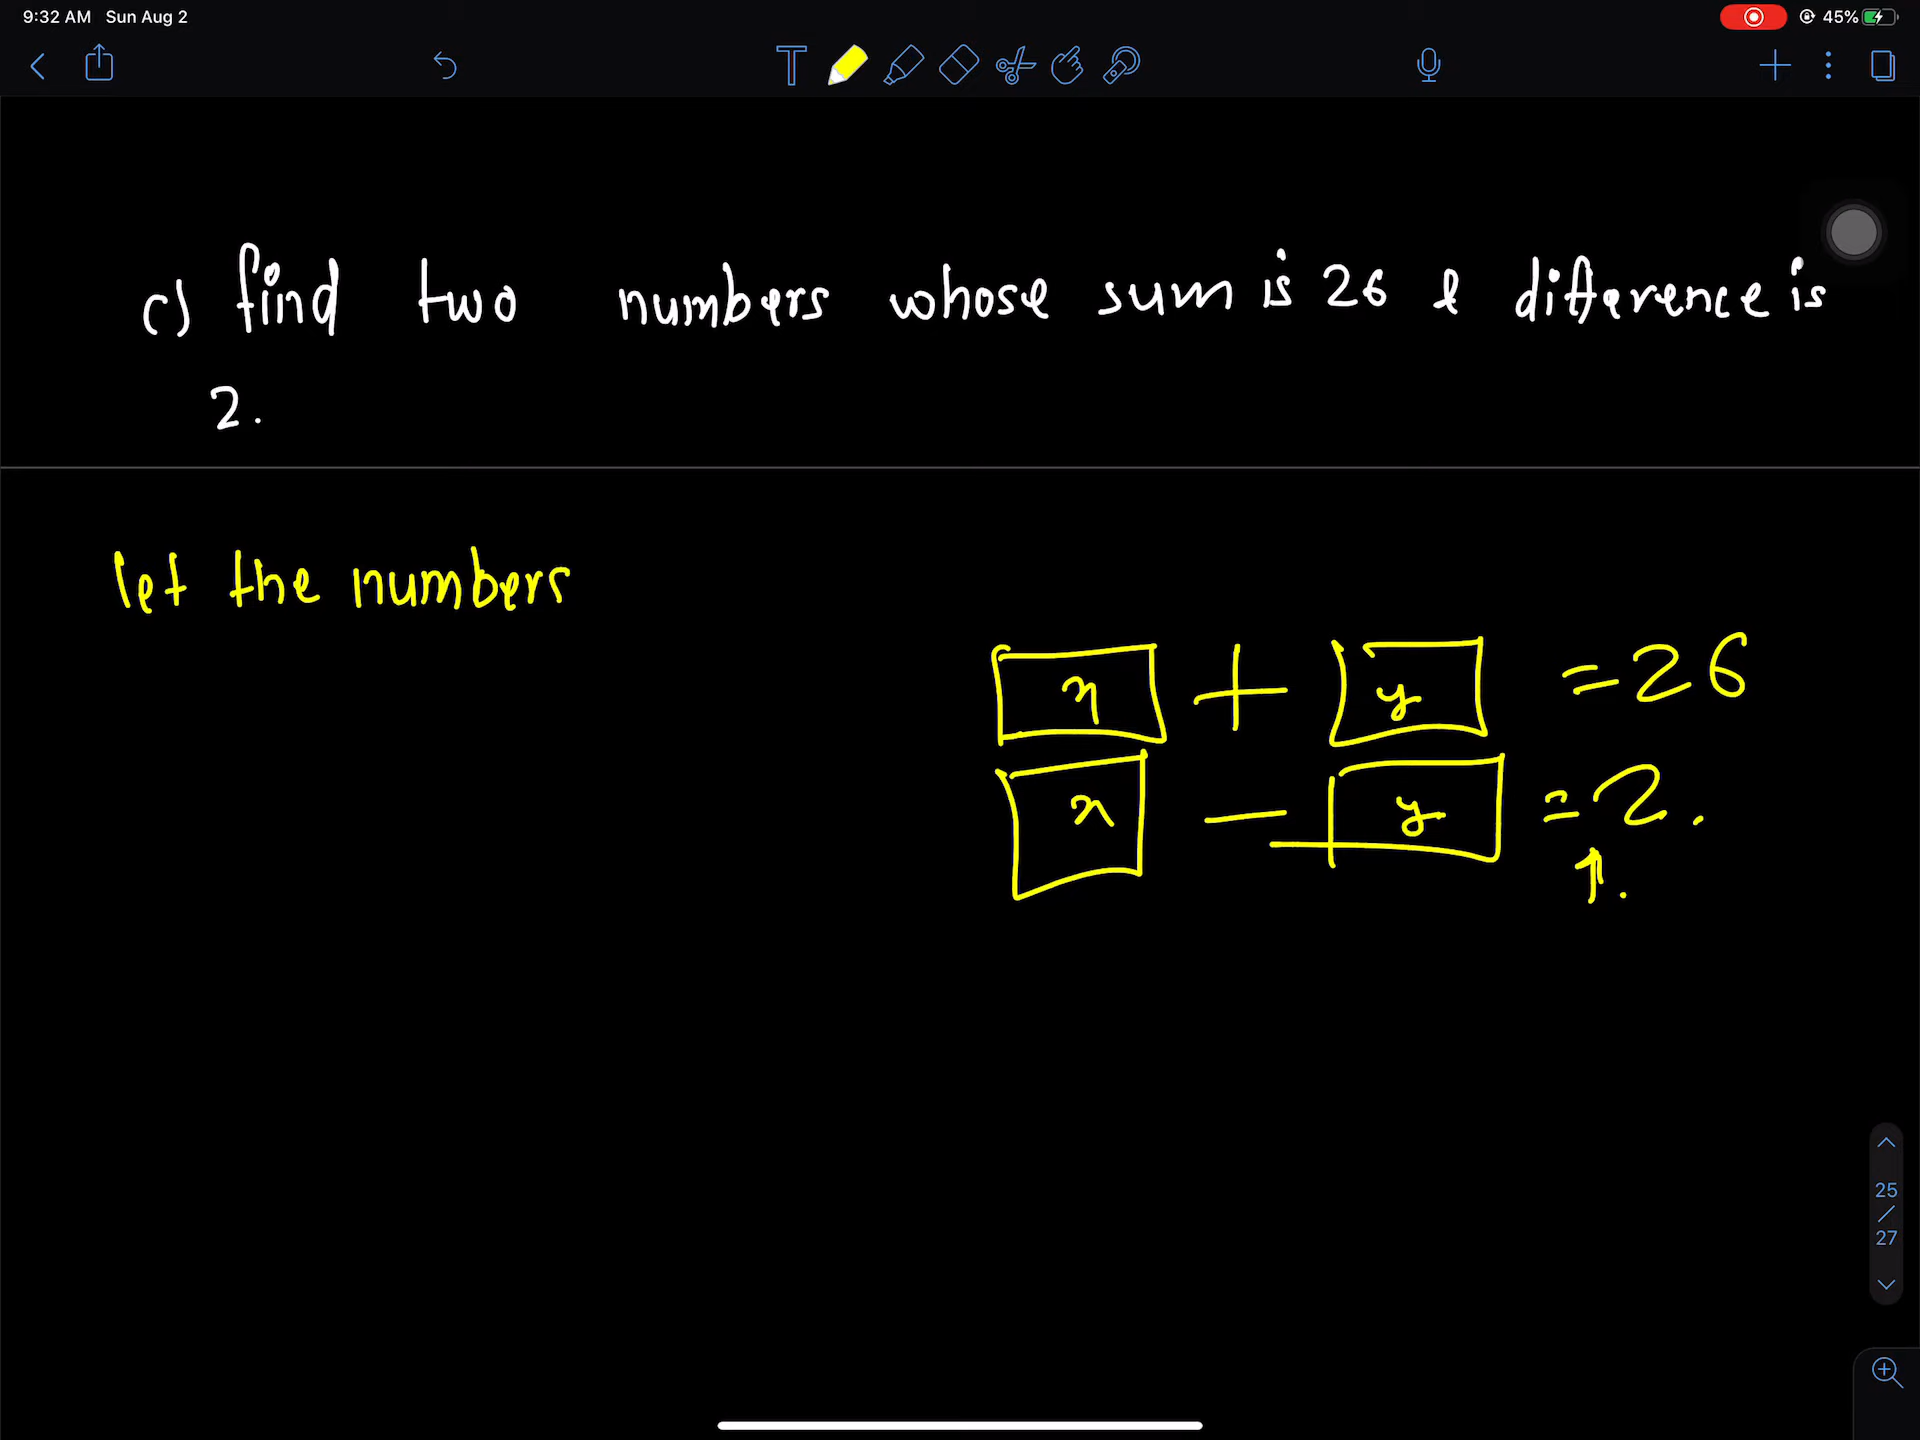 9:32 AM Sun Aug 2
45%
c) find two numbers whose sum is 26 & difference is
2.
let the numbers
x + y = 26
x - y = 2.
25
/
27